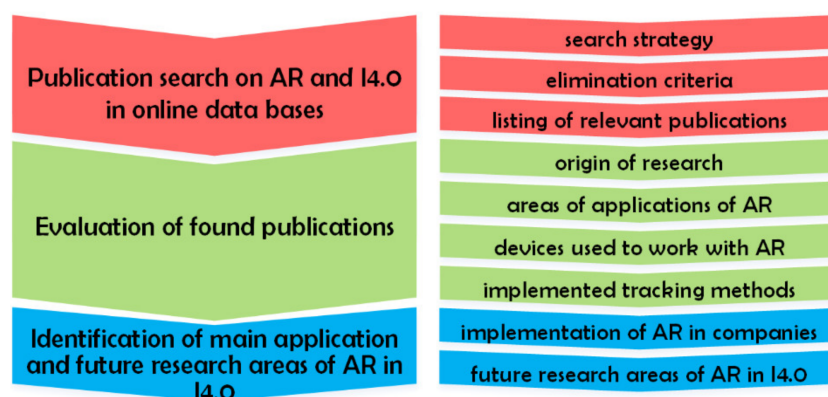 Publication search on AR and I4.0
in online data bases
Evaluation of found publications
Identification of main application
and future research areas of AR in
I4.0
search strategy
elimination criteria
listing of relevant publications
origin of research
areas of applications of AR
devices used to work with AR
implemented tracking methods
implementation of AR in companies
future research areas of AR in I4.0